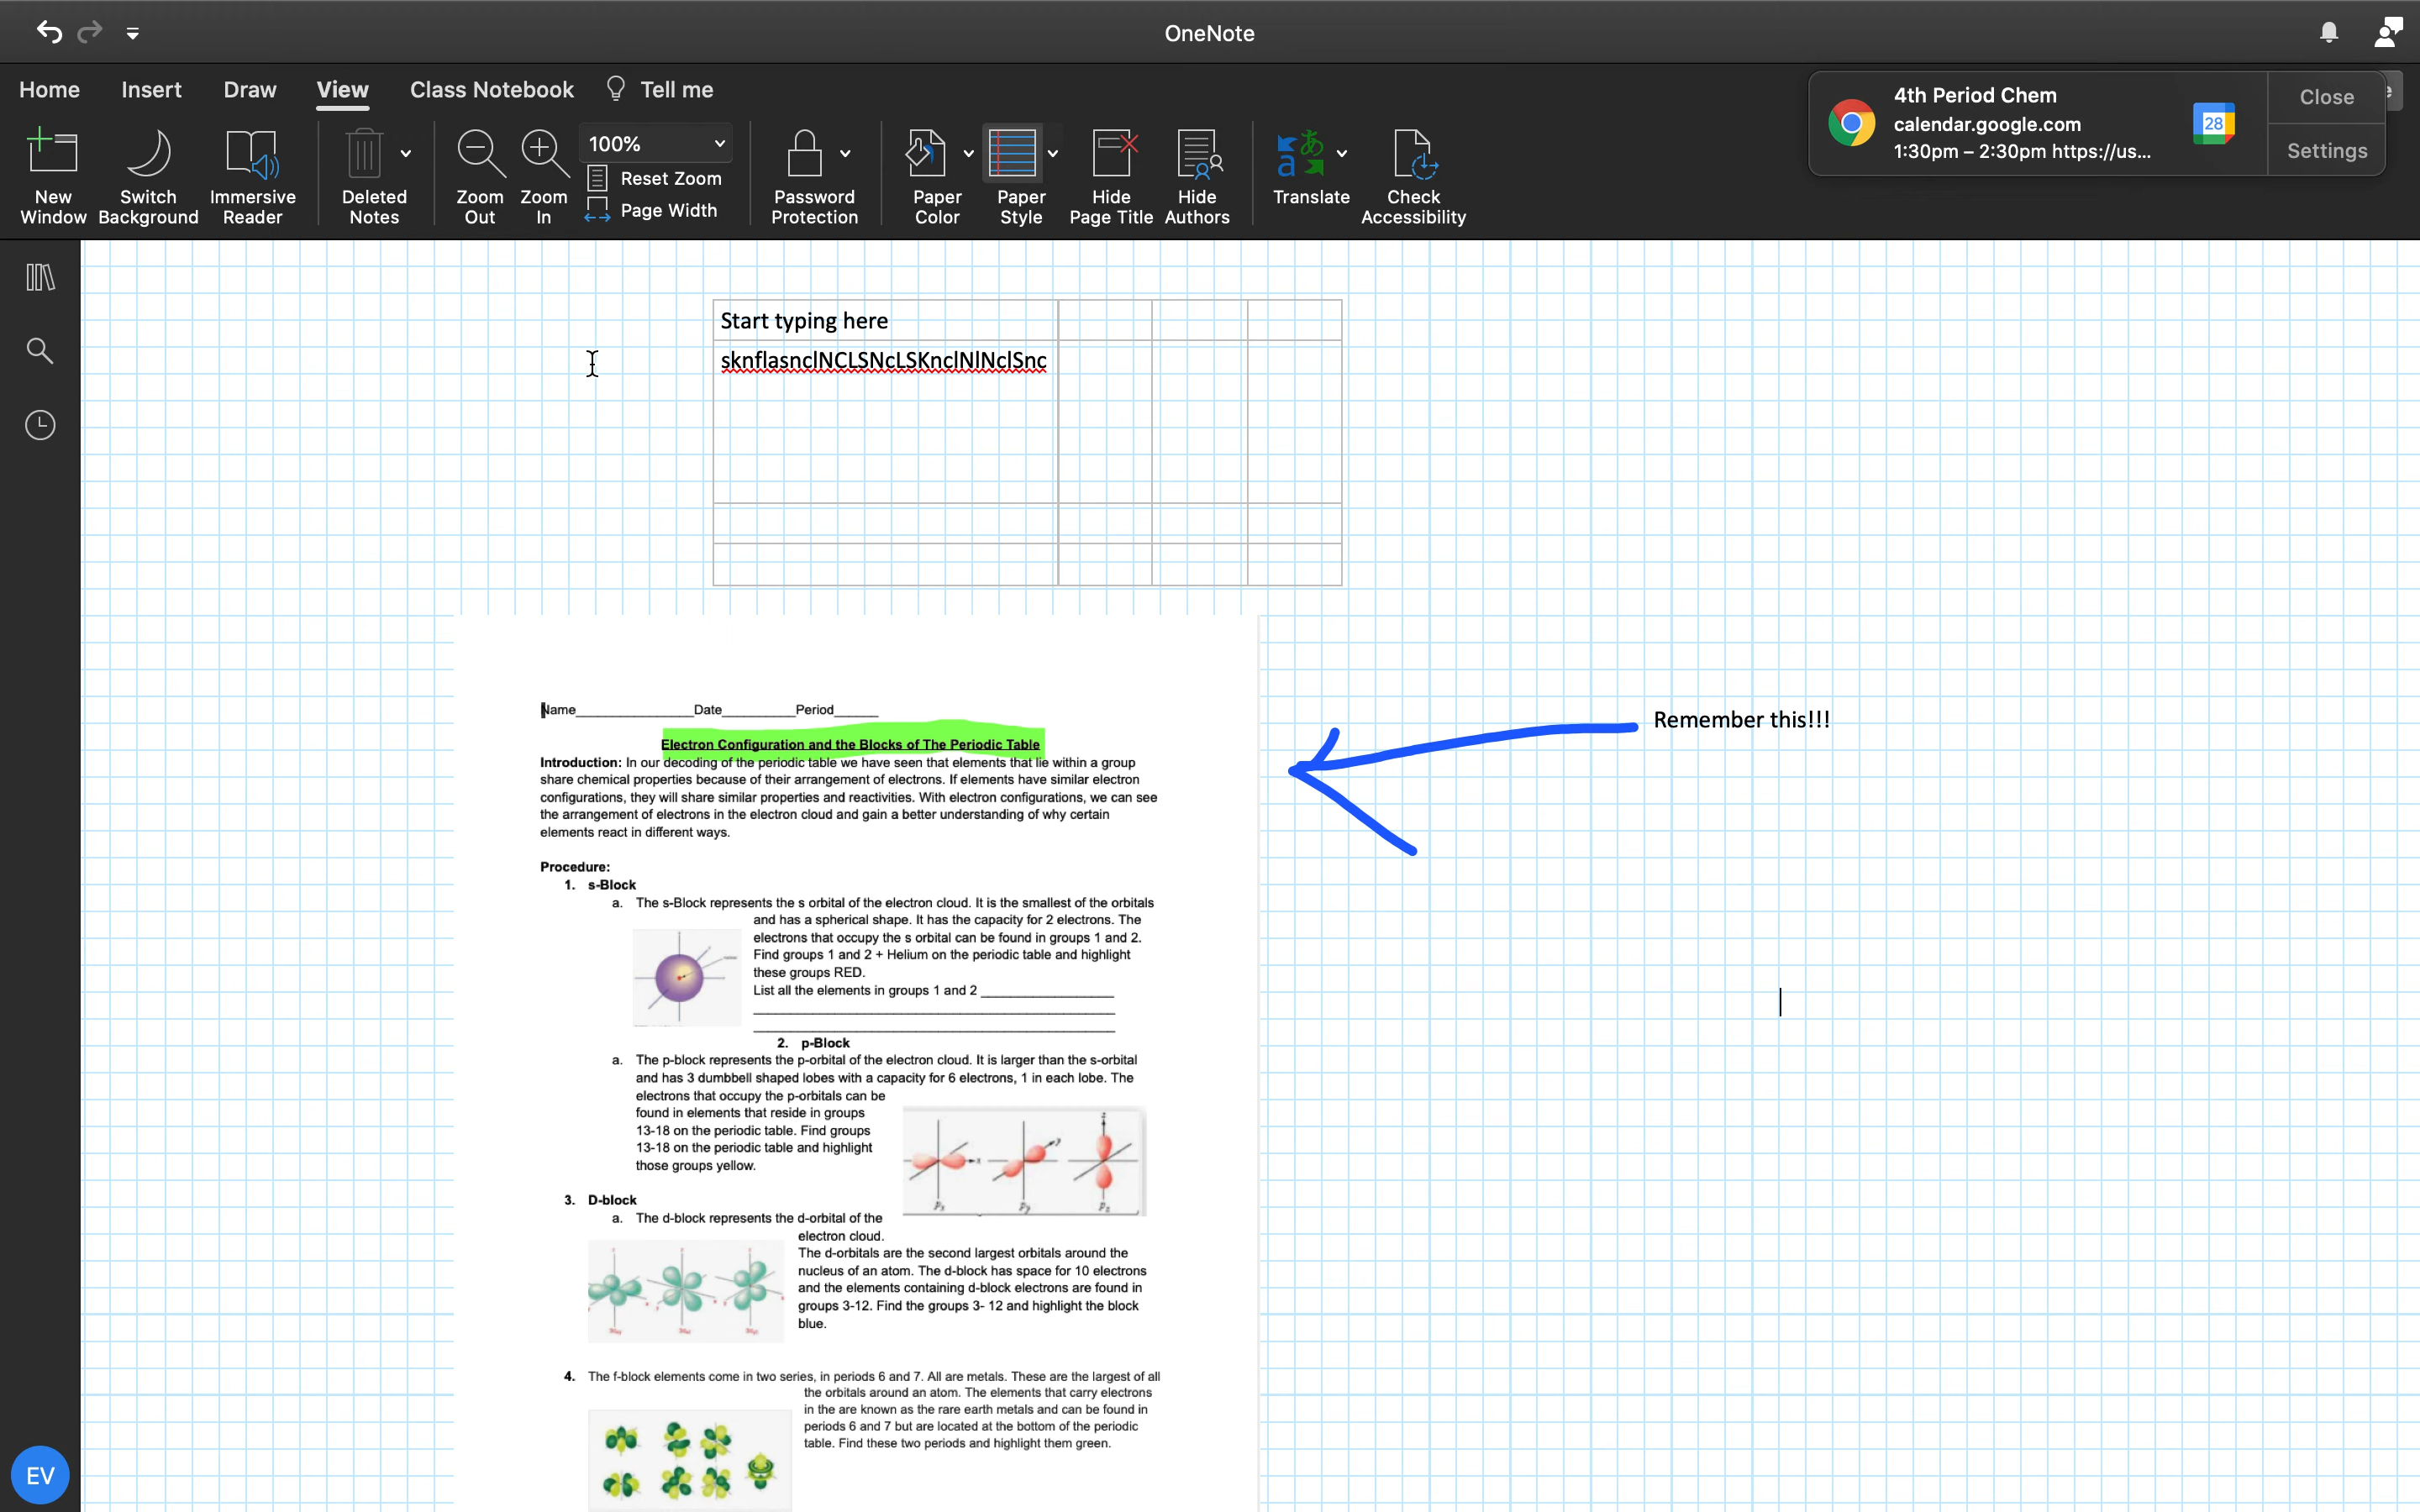 OneNote
Home Insert Draw View Class Notebook Tell me
4th Period Chem
calendar.google.com
1:30pm – 2:30pm https://us...
28
Close
Settings
New Window
Switch Background
Immersive Reader
Deleted Notes
Zoom Out
Zoom In
100%
Reset Zoom
Page Width
Password Protection
Paper Color
Paper Style
Hide Page Title
Hide Authors
Translate
Check Accessibility
Start typing here
sknflasnclNCLSNcLSKnclNlNclSnc
Name________________Date__________Period______
Electron Configuration and the Blocks of The Periodic Table
Remember this!!!
Introduction: In our decoding of the periodic table we have seen that elements that lie within a group
share chemical properties because of their arrangement of electrons. If elements have similar electron
configurations, they will share similar properties and reactivities. With electron configurations, we can see
the arrangement of electrons in the electron cloud and gain a better understanding of why certain
elements react in different ways.
Procedure:
1. s-Block
a. The s-Block represents the s orbital of the electron cloud. It is the smallest of the orbitals
and has a spherical shape. It has the capacity for 2 electrons. The
electrons that occupy the s orbital can be found in groups 1 and 2.
Find groups 1 and 2 + Helium on the periodic table and highlight
these groups RED.
List all the elements in groups 1 and 2 __________________
2. p-Block
a. The p-block represents the p-orbital of the electron cloud. It is larger than the s-orbital
and has 3 dumbbell shaped lobes with a capacity for 6 electrons, 1 in each lobe. The
electrons that occupy the p-orbitals can be
found in elements that reside in groups
13-18 on the periodic table. Find groups
13-18 on the periodic table and highlight
those groups yellow.
3. D-block
a. The d-block represents the d-orbital of the
electron cloud.
The d-orbitals are the second largest orbitals around the
nucleus of an atom. The d-block has space for 10 electrons
and the elements containing d-block electrons are found in
groups 3-12. Find the groups 3- 12 and highlight the block
blue.
4. The f-block elements come in two series, in periods 6 and 7. All are metals. These are the largest of all
the orbitals around an atom. The elements that carry electrons
in the are known as the rare earth metals and can be found in
periods 6 and 7 but are located at the bottom of the periodic
table. Find these two periods and highlight them green.
EV